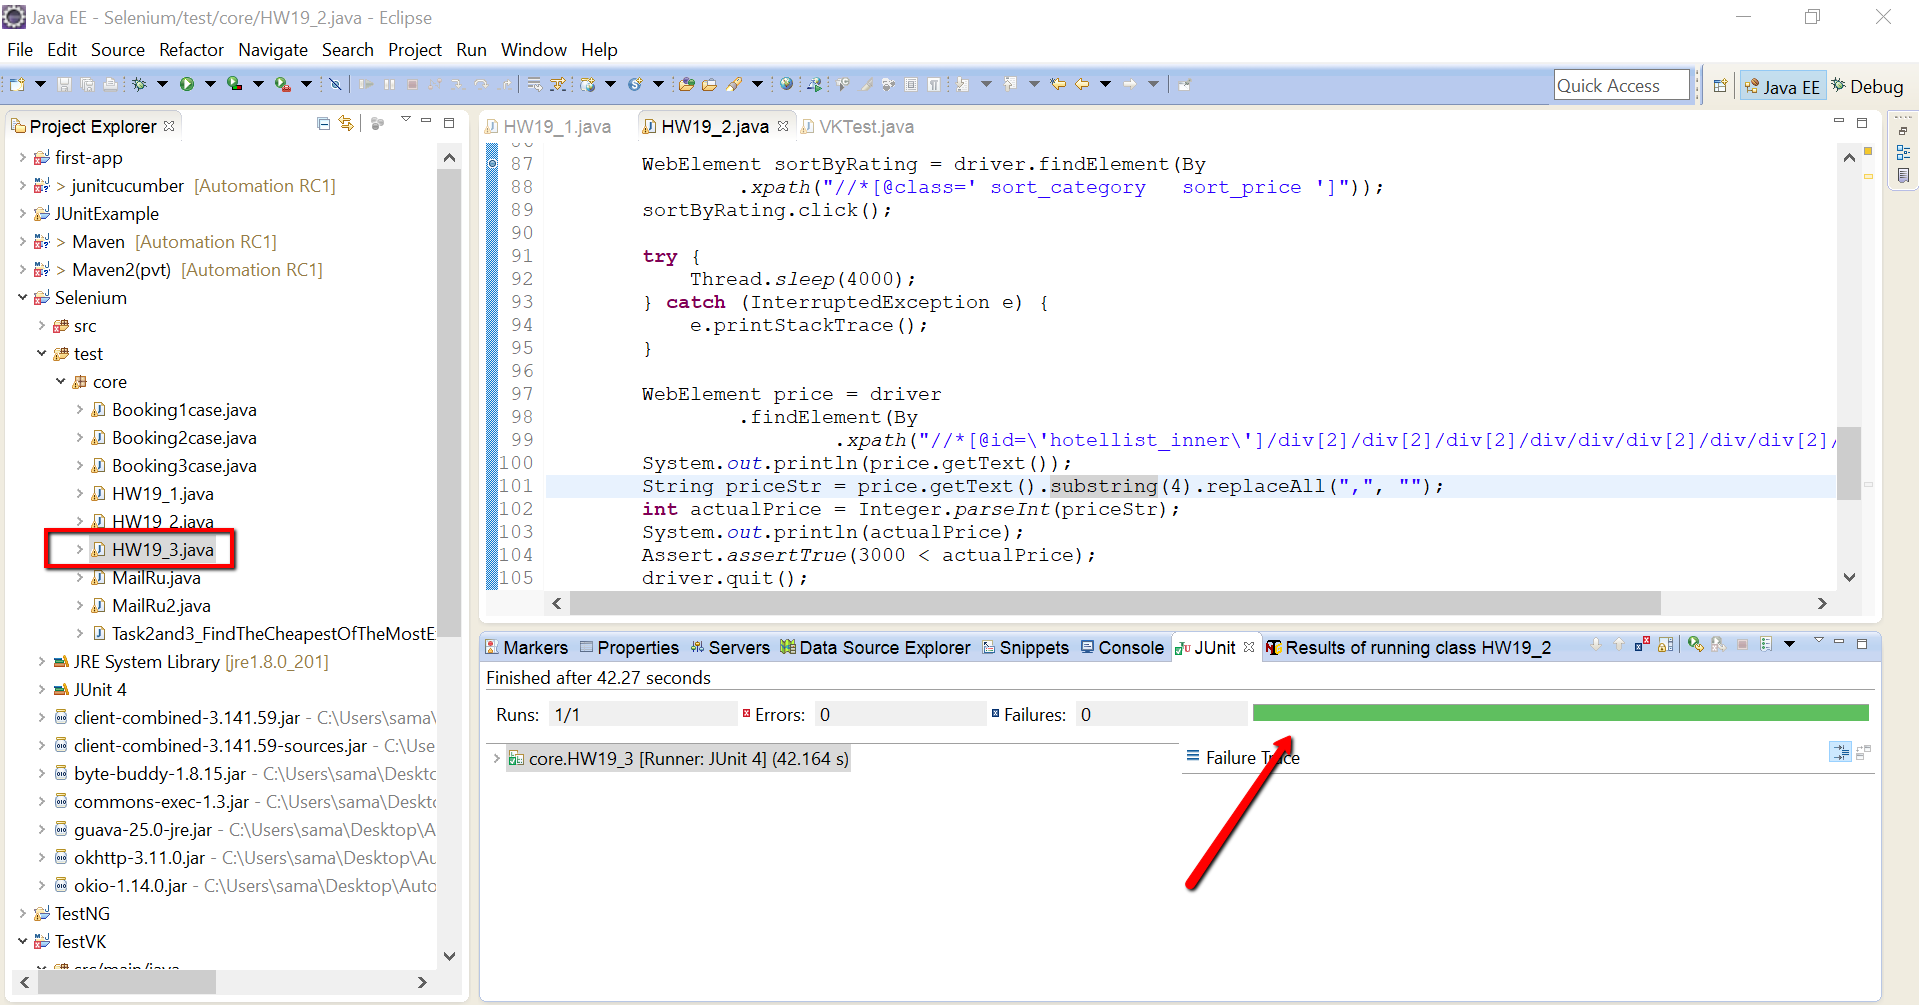 Java EE - Selenium/test/core/HW19_2.java - Eclipse
File Edit Source Refactor Navigate Search Project Run Window Help
Quick Access
Java EE
Debug
Project Explorer
first-app
> junitcucumber [Automation RC1]
JUnitExample
> Maven [Automation RC1]
> Maven2(pvt) [Automation RC1]
Selenium
src
test
core
Booking1case.java
Booking2case.java
Booking3case.java
HW19_1.java
HW19_2.java
HW19_3.java
MailRu.java
MailRu2.java
Task2and3_FindTheCheapestOfTheMostE
JRE System Library [jre1.8.0_201]
JUnit 4
client-combined-3.141.59.jar - C:\Users\sama\
client-combined-3.141.59-sources.jar - C:\Use
byte-buddy-1.8.15.jar - C:\Users\sama\Deskto
commons-exec-1.3.jar - C:\Users\sama\Deskto
guava-25.0-jre.jar - C:\Users\sama\Desktop\A
okhttp-3.11.0.jar - C:\Users\sama\Desktop\Au
okio-1.14.0.jar - C:\Users\sama\Desktop\Auto
TestNG
TestVK
src/main/java
HW19_1.java HW19_2.java VKTest.java
86
87 WebElement sortByRating = driver.findElement(By
88 .xpath("//*[@class=' sort_category   sort_price ']"));
89 sortByRating.click();
90
91 try {
92 Thread.sleep(4000);
93 } catch (InterruptedException e) {
94 e.printStackTrace();
95 }
96
97 WebElement price = driver
98 .findElement(By
99 .xpath("//*[@id=\'hotellist_inner\']/div[2]/div[2]/div[2]/div/div/div[2]/div/div[2]/
100 System.out.println(price.getText());
101 String priceStr = price.getText().substring(4).replaceAll(",", "");
102 int actualPrice = Integer.parseInt(priceStr);
103 System.out.println(actualPrice);
104 Assert.assertTrue(3000 < actualPrice);
105 driver.quit();
Markers Properties Servers Data Source Explorer Snippets Console JUnit Results of running class HW19_2
Finished after 42.27 seconds
Runs: 1/1 Errors: 0 Failures: 0
core.HW19_3 [Runner: JUnit 4] (42.164 s)
Failure Trace